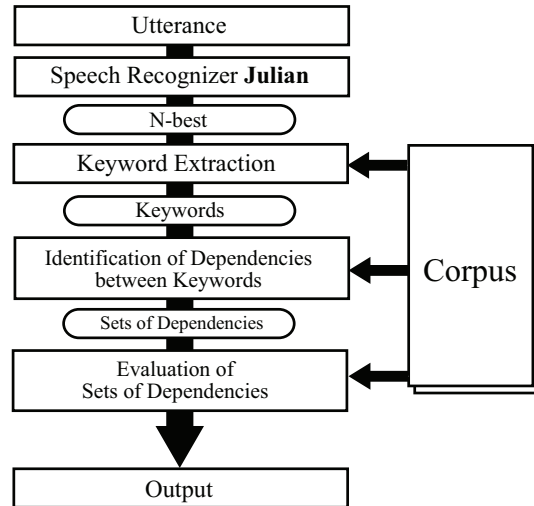 Utterance
Speech Recognizer Julian
N-best
Keyword Extraction
Keywords
Identification of Dependencies
between Keywords
Sets of Dependencies
Evaluation of
Sets of Dependencies
Output
Corpus